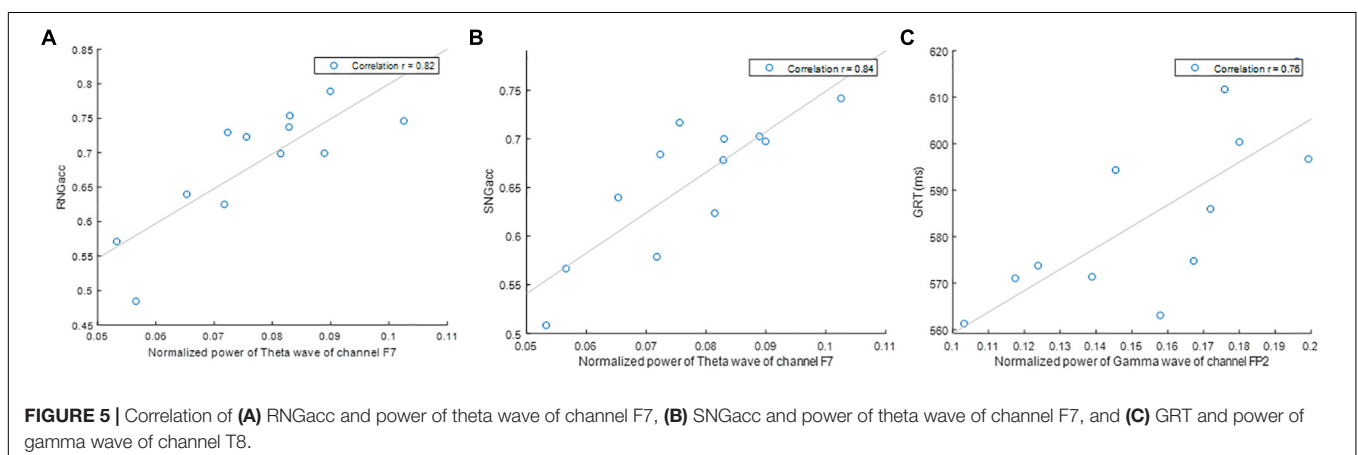 A
B
C
0.85
0.8
0.75
0.7
0.65
0.6
0.55
0.5
0.45
RNGacc
Correlation r = 0.82
0.05 0.06 0.07 0.08 0.09 0.1 0.11
Normalized power of Theta wave of channel F7
0.75
0.7
0.65
0.6
0.55
0.5
SNGacc
Correlation r = 0.84
0.05 0.06 0.07 0.08 0.09 0.1 0.11
Normalized power of Theta wave of channel F7
620
610
600
590
580
570
560
GRT (ms)
Correlation r = 0.76
0.1 0.11 0.12 0.13 0.14 0.15 0.16 0.17 0.18 0.19 0.2
Normalized power of Gamma wave of channel FP2
FIGURE 5 | Correlation of (A) RNGacc and power of theta wave of channel F7, (B) SNGacc and power of theta wave of channel F7, and (C) GRT and power of
gamma wave of channel T8.